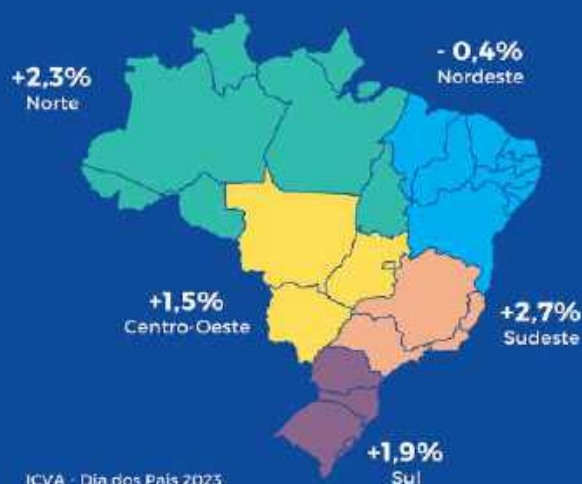 +2,3%
Norte
- 0,4%
Nordeste
+1,5%
Centro-Oeste
+2,7%
Sudeste
+1,9%
Sul
ICVA - Dia dos Pais 2023